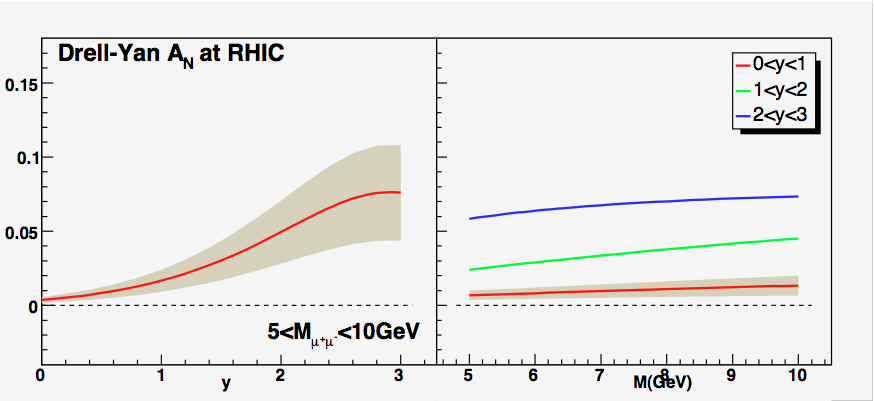 Drell-Yan A_N at RHIC
0.15
0.1
0.05
0
5<M_μ⁺μ⁻<10GeV
0 1 2 3
y
0<y<1
1<y<2
2<y<3
5 6 7 8 9 10
M(GeV)